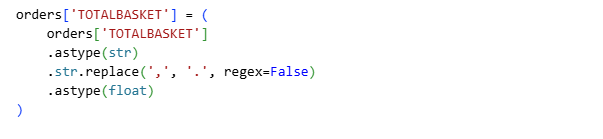 orders['TOTALBASKET'] = (
    orders['TOTALBASKET']
    .astype(str)
    .str.replace(',', '.', regex=False)
    .astype(float)
)